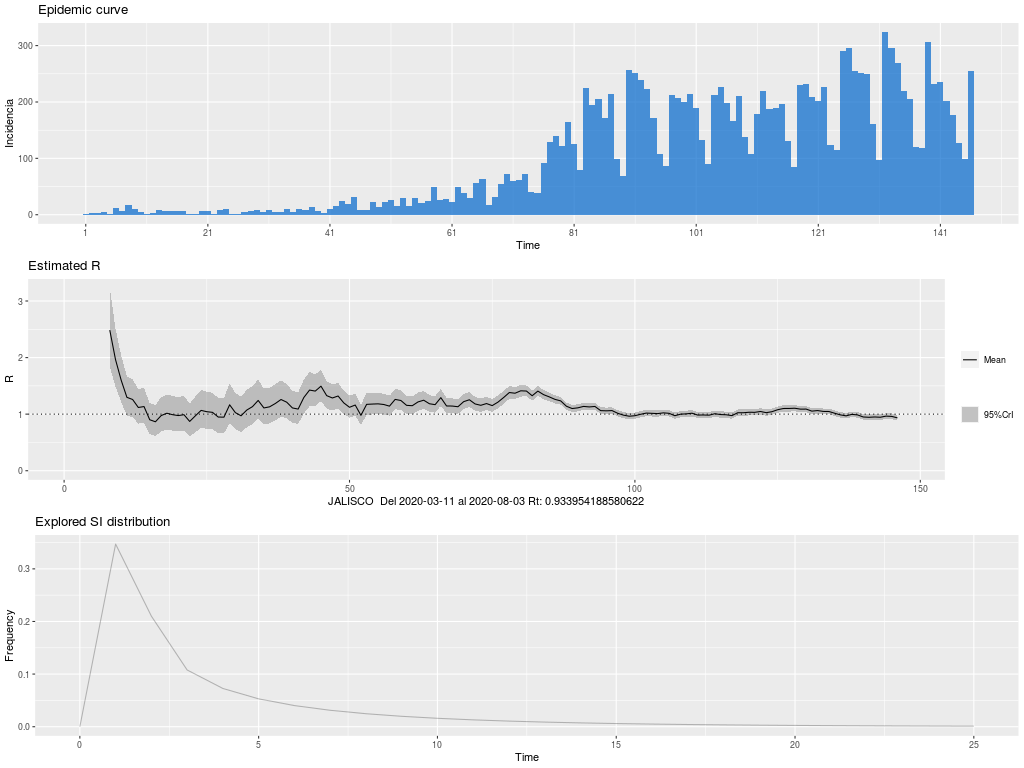 Epidemic curve
300
200
100
0
Incidencia
1 21 41 61 81 101 121 141
Time
Estimated R
3
2
1
0
R
Mean
95%CrI
0 50 100 150
JALISCO Del 2020-03-11 al 2020-08-03 Rt: 0.933954188580622
Explored SI distribution
0.3
0.2
0.1
0.0
Frequency
0 5 10 15 20 25
Time